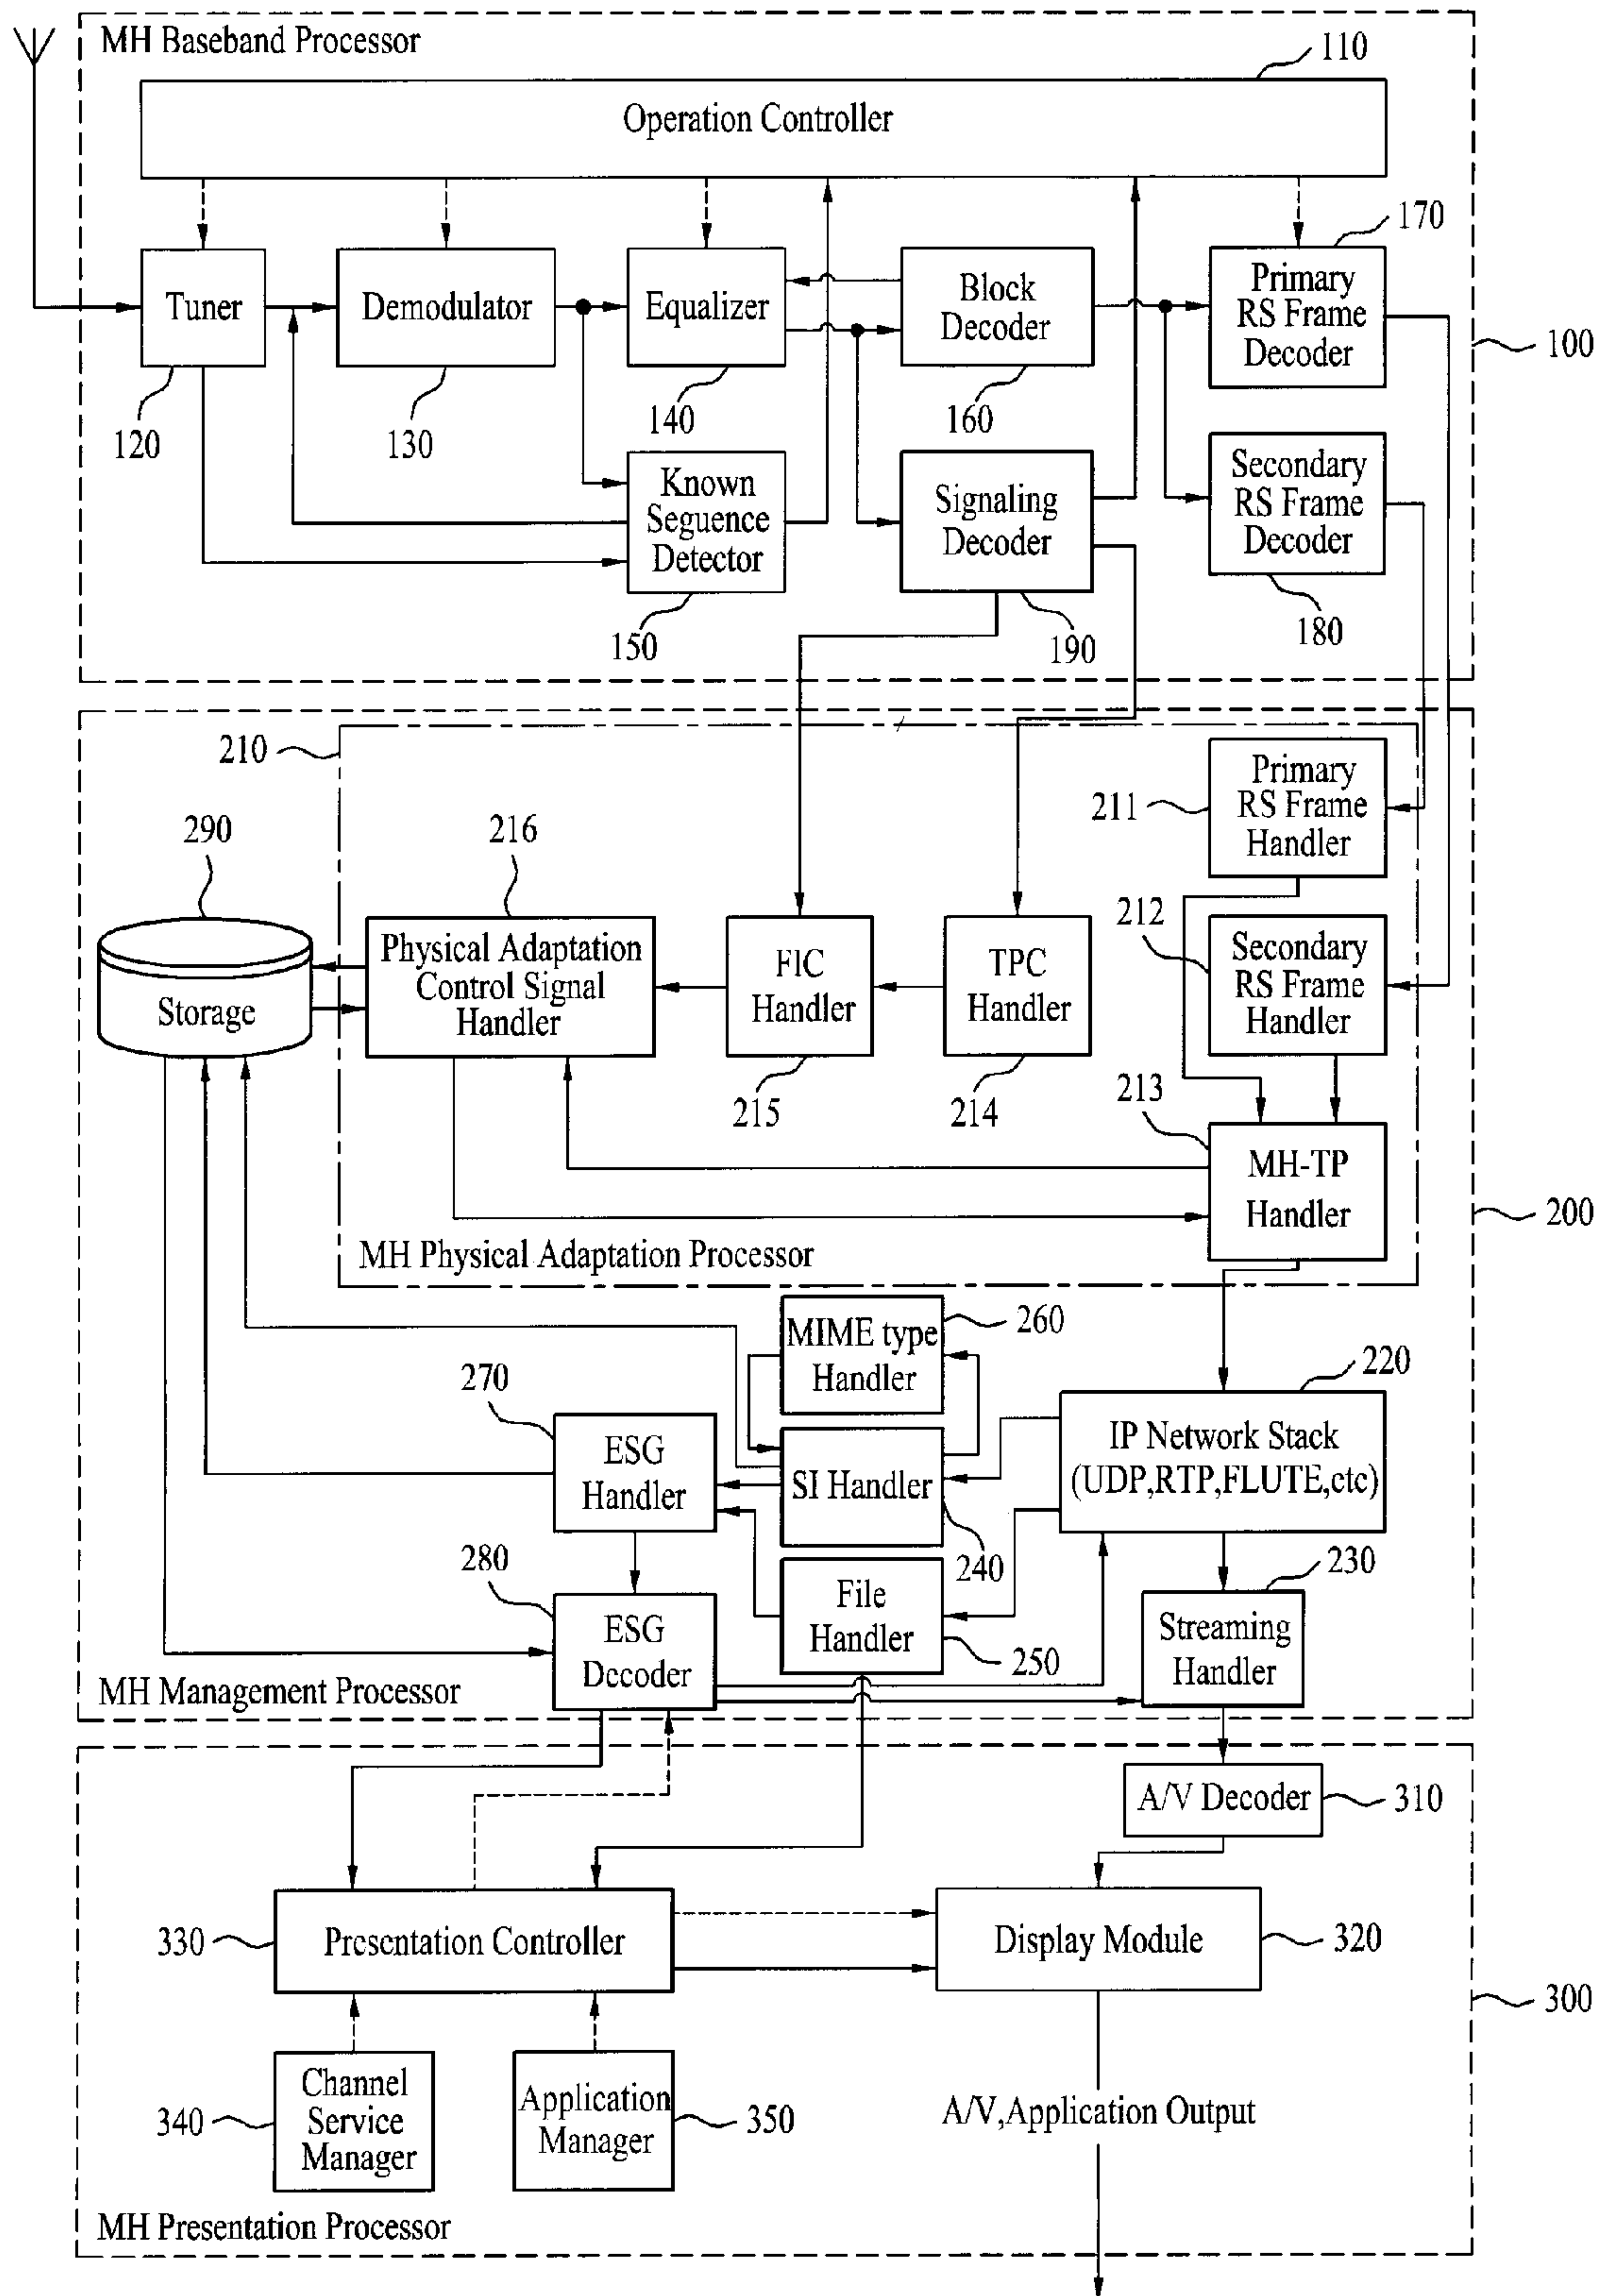 MH Baseband Processor
110
Operation Controller
170
Tuner
Demodulator
Equalizer
Block
Decoder
Primary
RS Frame
Decoder
100
120
130
140
160
Known
Seguence
Detector
Signaling
Decoder
Secondary
RS Frame
Decoder
150
190
180
210
Primary
RS Frame
Handler
211
290
216
212
Storage
Physical Adaptation
Control Signal
Handler
FIC
Handler
TPC
Handler
Secondary
RS Frame
Handler
215
214
213
MH-TP
Handler
200
MH Physical Adaptation Processor
MIME type
Handler
260
270
220
ESG
Handler
SI Handler
IP Network Stack
(UDP,RTP,FLUTE,etc)
280
240
230
ESG
Decoder
File
Handler
Streaming
Handler
250
MH Management Processor
A/V Decoder
310
330
Presentation Controller
Display Module
320
300
340
Channel
Service
Manager
Application
Manager
350
A/V,Application Output
MH Presentation Processor